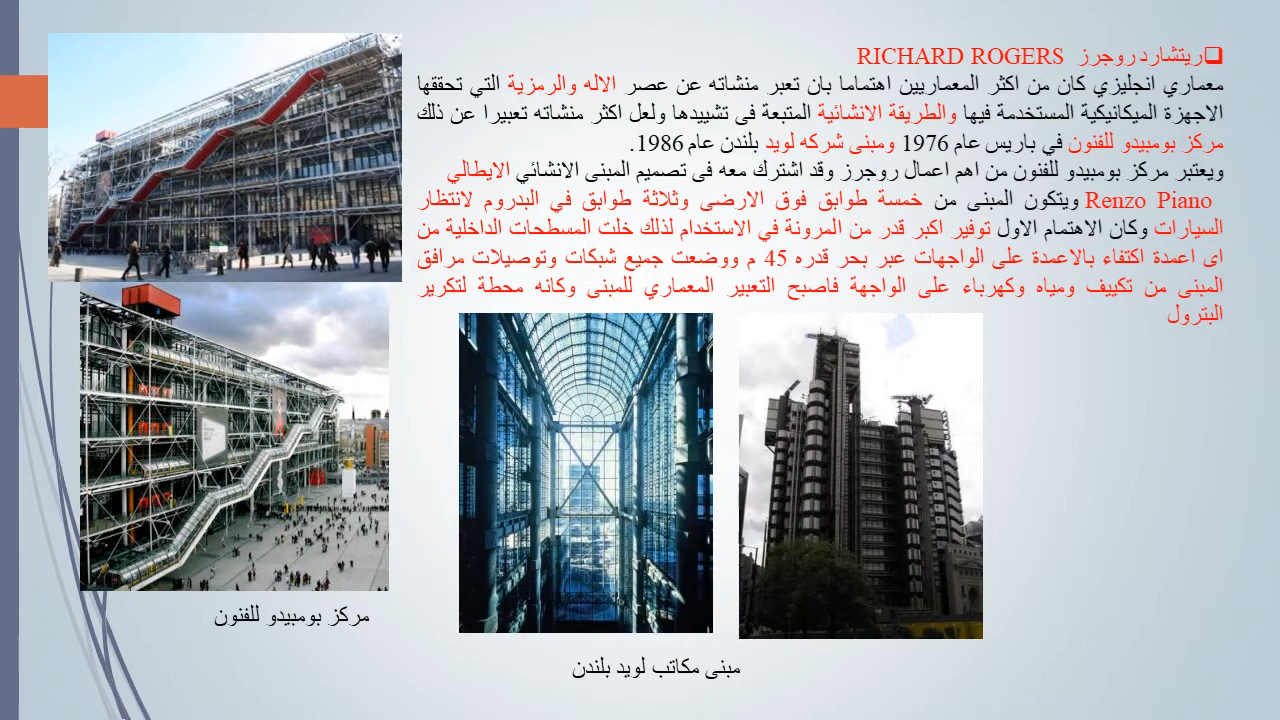 ❑ريتشارد روجرز RICHARD ROGERS
معماري انجليزي كان من اكثر المعماريين اهتماما بان تعبر منشاته عن عصر الاله والرمزية التي تحققها
الاجهزة الميكانيكية المستخدمة فيها والطريقة الانشائية المتبعة فى تشييدها ولعل اكثر منشاته تعبيرا عن ذلك
مركز بومبيدو للفنون في باريس عام 1976 ومبنى شركه لويد بلندن عام 1986.
ويعتبر مركز بومبيدو للفنون من اهم اعمال روجرز وقد اشترك معه فى تصميم المبنى الانشائي الايطالي
Renzo Piano ويتكون المبنى من خمسة طوابق فوق الارضى وثلاثة طوابق في البدروم لانتظار
السيارات وكان الاهتمام الاول توفير اكبر قدر من المرونة في الاستخدام لذلك خلت المسطحات الداخلية من
اى اعمدة اكتفاء بالاعمدة على الواجهات عبر بحر قدره 45 م ووضعت جميع شبكات وتوصيلات مرافق
المبنى من تكييف ومياه وكهرباء على الواجهة فاصبح التعبير المعماري للمبنى وكانه محطة لتكرير
البترول
مركز بومبيدو للفنون
مبنى مكاتب لويد بلندن